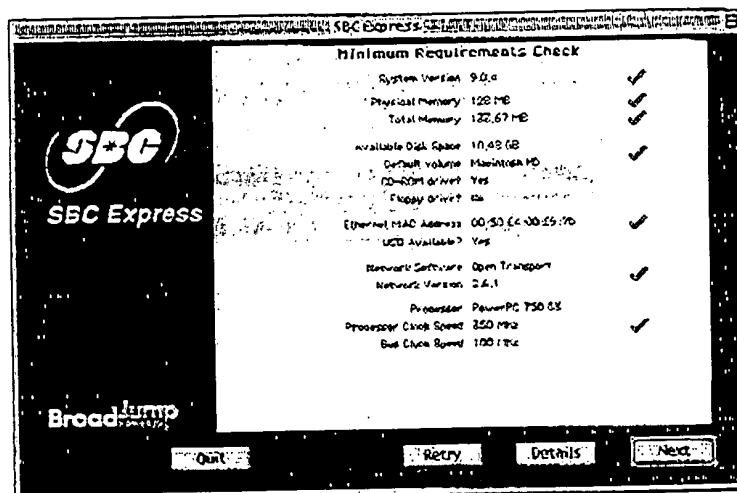 SBC Express
Minimum Requirements Check
System Version 9.0.4
Physical Memory 128 MB
Total Memory MB
Available Disk Space 10.48 GB
Default Volume Macintosh HD
CD-ROM drive? Yes
Floppy drive? No
Ethernet MAC Address
USB Available? Yes
Network Software Open Transport
Network Version 2.6.1
Processor PowerPC 750 G3
Processor Clock Speed 350 MHz
Bus Clock Speed 100 MHz
SBC
SBC Express
BroadJump
Quit
Retry
Details
Next